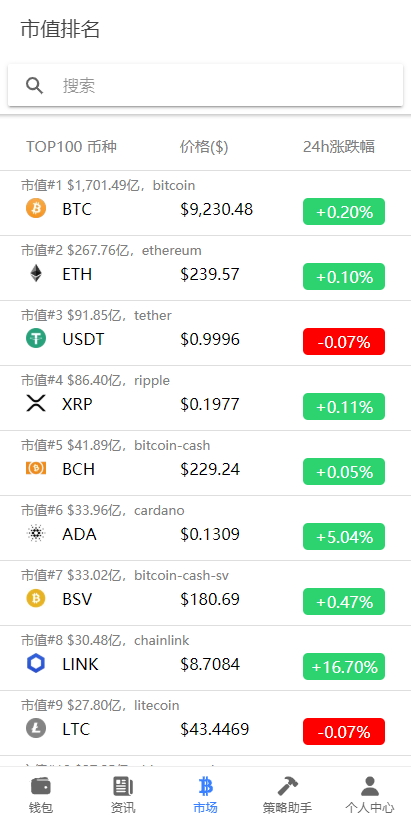 市值排名
搜索
TOP100 币种 价格($) 24h涨跌幅
市值#1 $1,701.49亿，bitcoin
BTC $9,230.48 +0.20%
市值#2 $267.76亿，ethereum
ETH $239.57 +0.10%
市值#3 $91.85亿，tether
USDT $0.9996 -0.07%
市值#4 $86.40亿，ripple
XRP $0.1977 +0.11%
市值#5 $41.89亿，bitcoin-cash
BCH $229.24 +0.05%
市值#6 $33.96亿，cardano
ADA $0.1309 +5.04%
市值#7 $33.02亿，bitcoin-cash-sv
BSV $180.69 +0.47%
市值#8 $30.48亿，chainlink
LINK $8.7084 +16.70%
市值#9 $27.80亿，litecoin
LTC $43.4469 -0.07%
钱包 资讯 市场 策略助手 个人中心